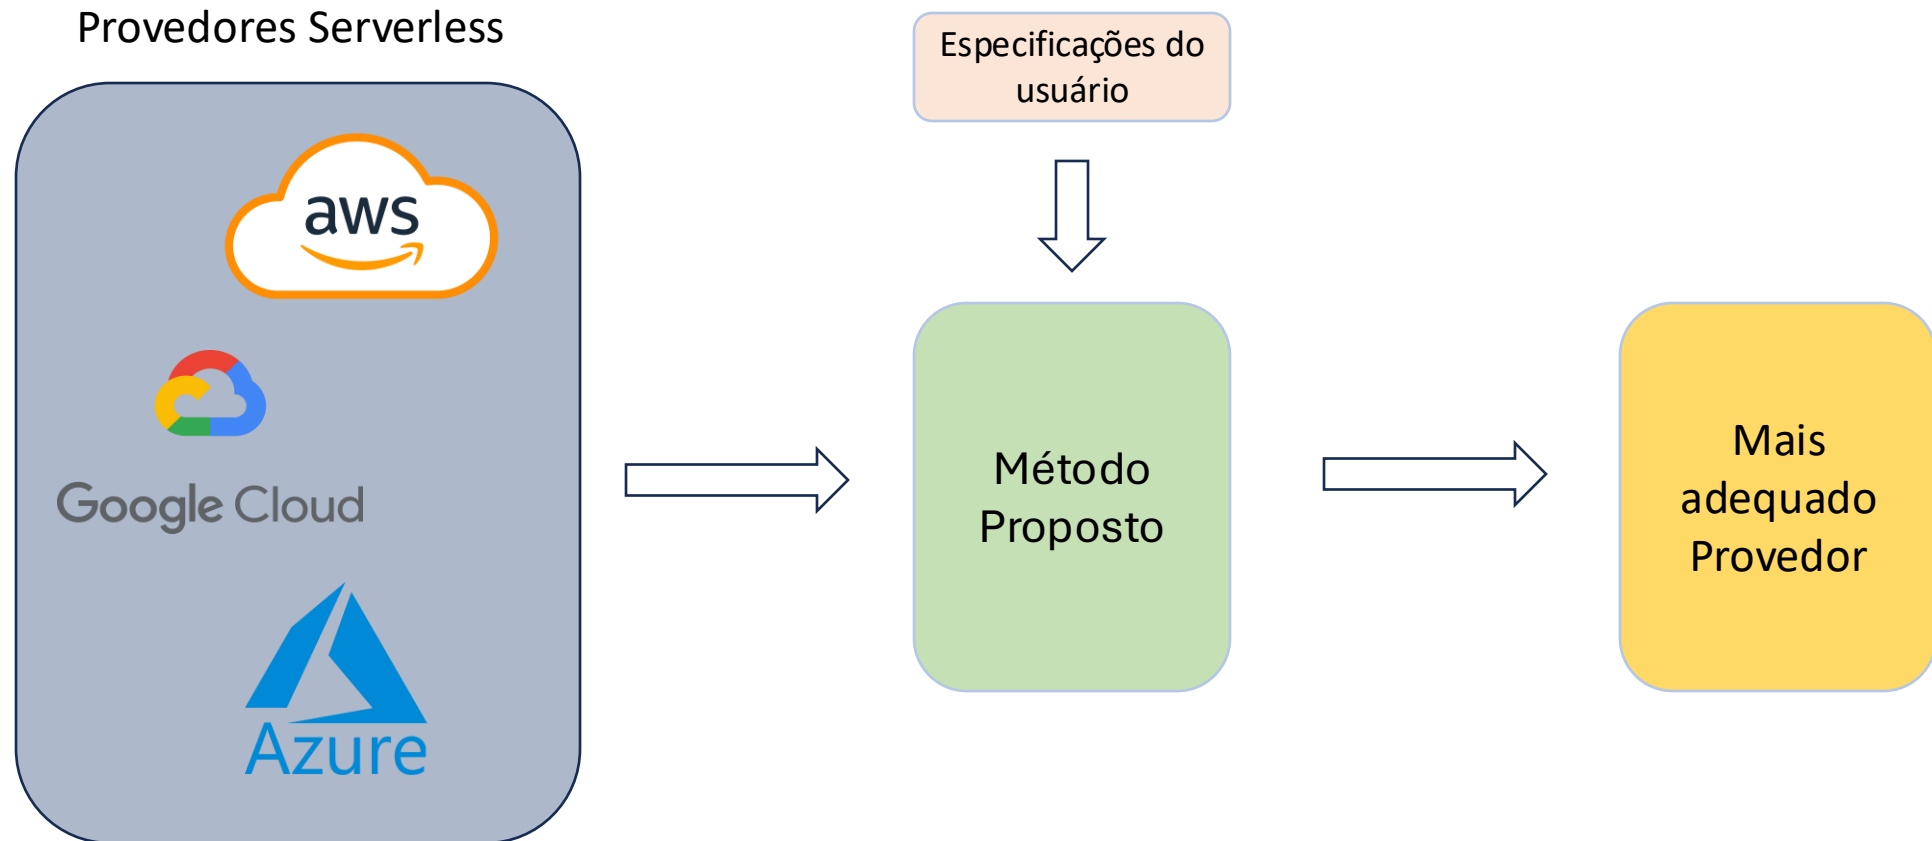 Provedores Serverless
aws
Google Cloud
Azure
Especificações do
usuário
Método
Proposto
Mais
adequado
Provedor